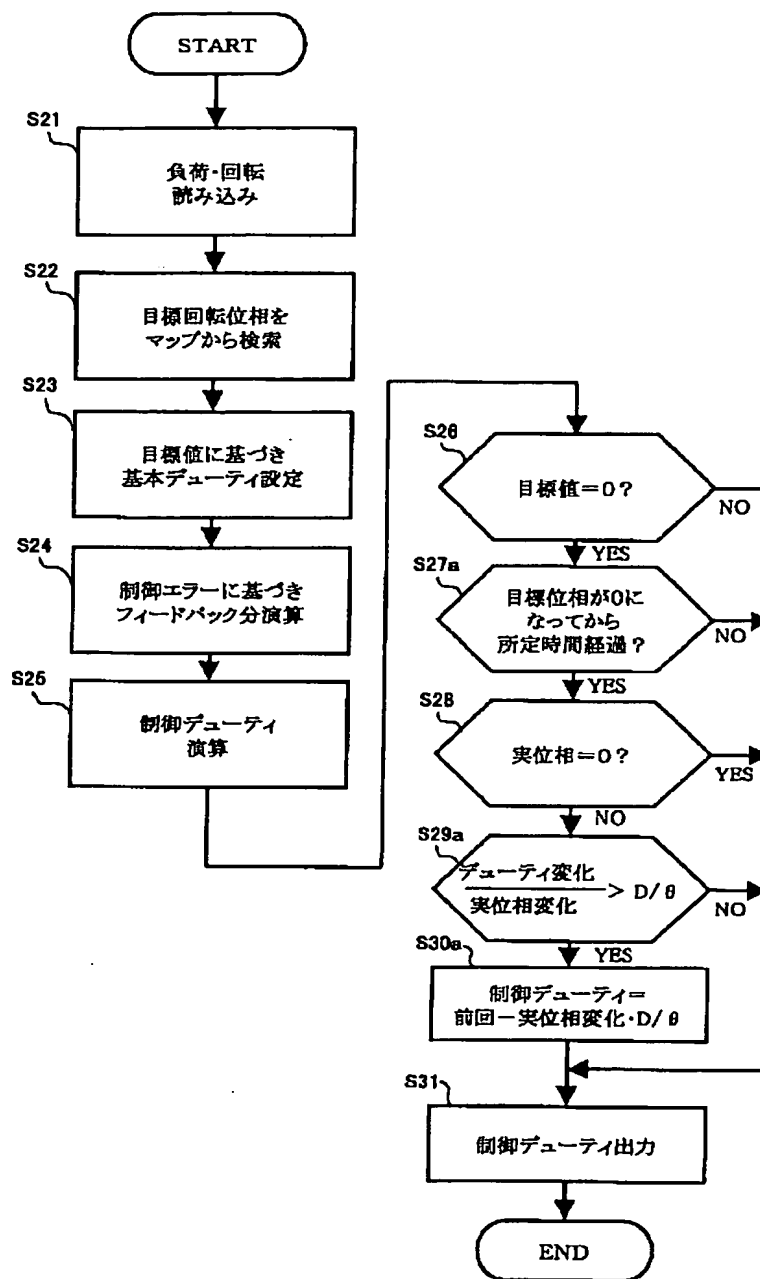 START
S21
負荷・回転
読み込み
S22
目標回転位相を
マップから検索
S23
目標値に基づき
基本デューティ設定
S24
制御エラーに基づき
フィードバック分演算
S25
制御デューティ
演算
S26
目標値=0?
NO
YES
S27a
目標位相が0に
なってから
所定時間経過?
NO
YES
S28
実位相=0?
YES
NO
S29a
デューティ変化
実位相変化
> D/θ
NO
YES
S30a
制御デューティ=
前回-実位相変化・D/θ
S31
制御デューティ出力
END